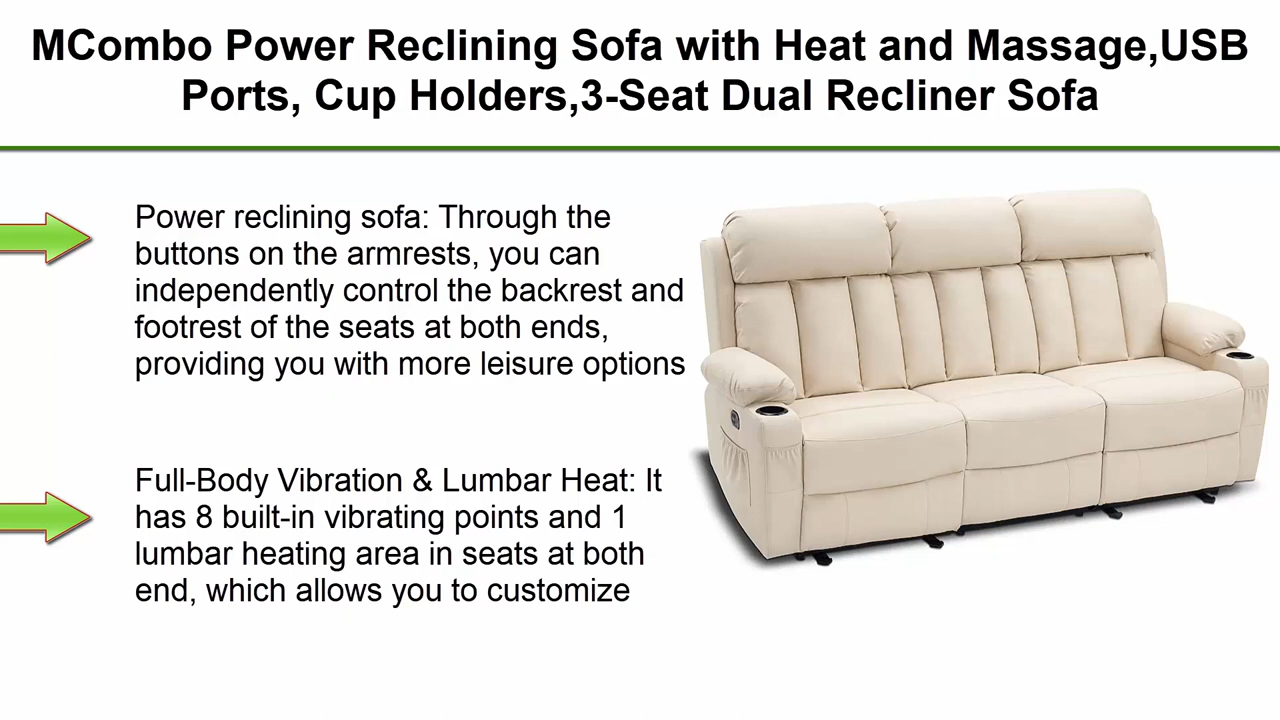 MCombo Power Reclining Sofa with Heat and Massage,USB
Ports, Cup Holders,3-Seat Dual Recliner Sofa
Power reclining sofa: Through the
buttons on the armrests, you can
independently control the backrest and
footrest of the seats at both ends,
providing you with more leisure options
Full-Body Vibration & Lumbar Heat: It
has 8 built-in vibrating points and 1
lumbar heating area in seats at both
end, which allows you to customize